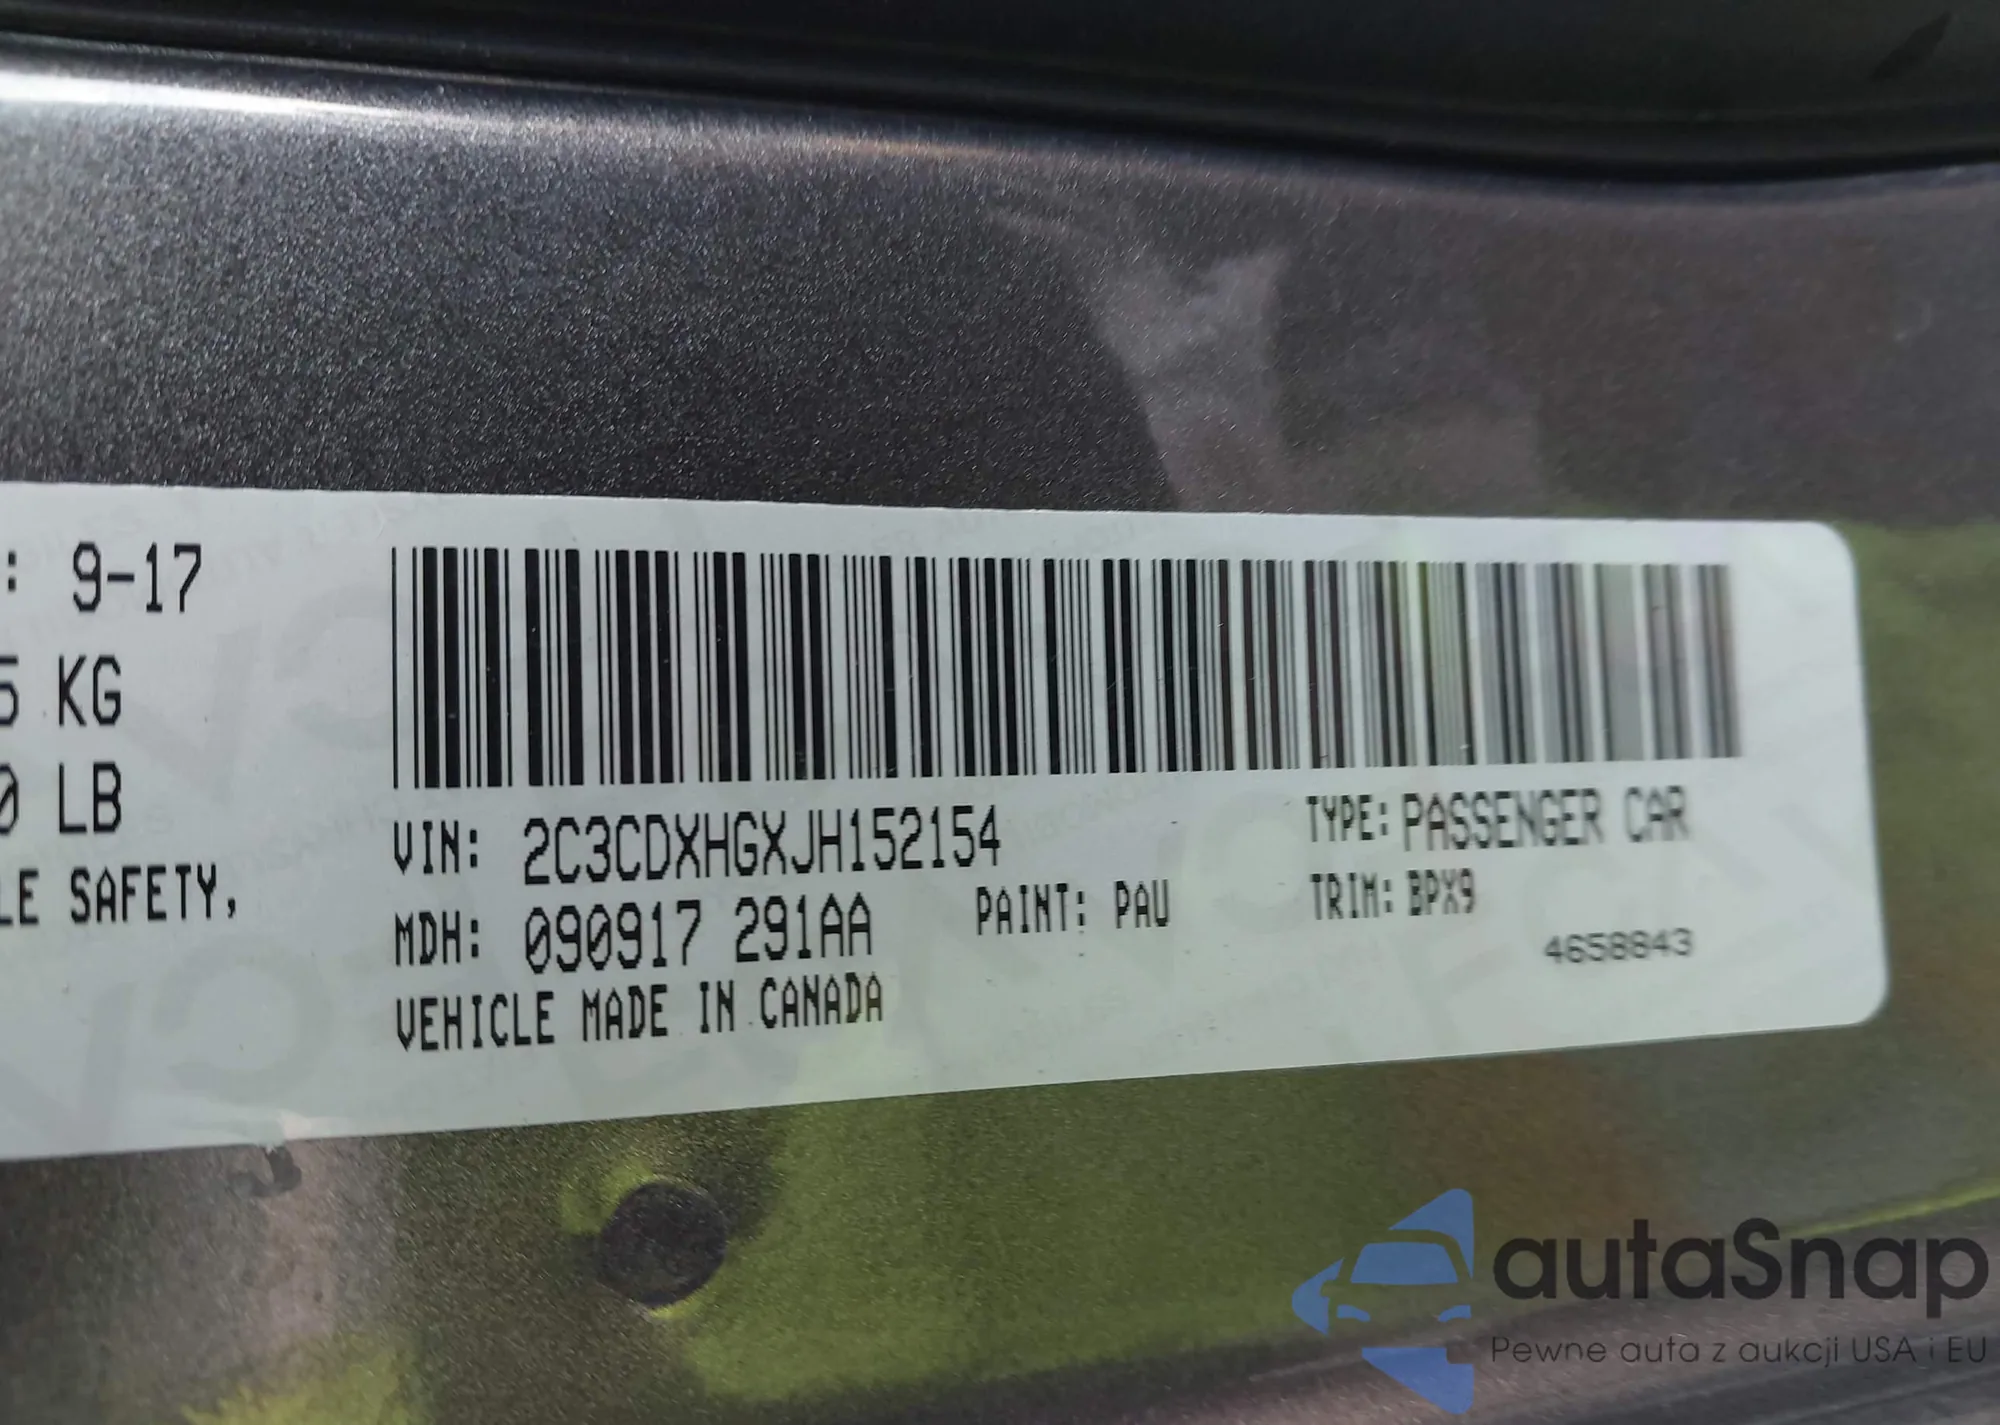 : 9-17
5 KG
0 LB
LE SAFETY,
VIN: 2C3CDXHGXJH152154
TYPE: PASSENGER CAR
MDH: 090917 291AA
PAINT: PAU
TRIM: BPX9
4658843
VEHICLE MADE IN CANADA
autaSnap
Pewne auta z aukcji USA i EU